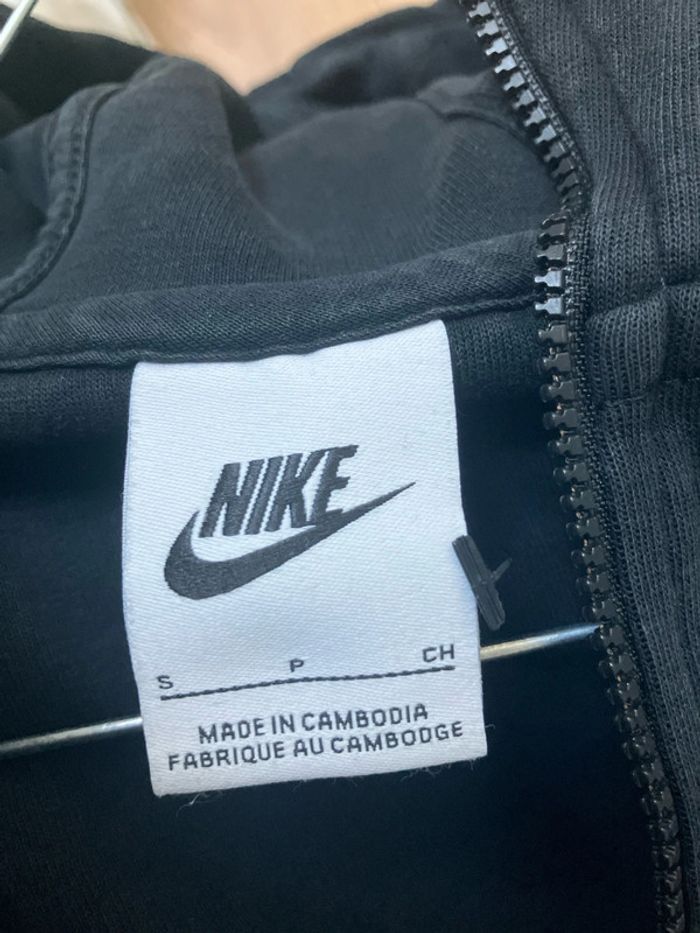 NIKE
S P CH
MADE IN CAMBODIA
FABRIQUE AU CAMBODGE